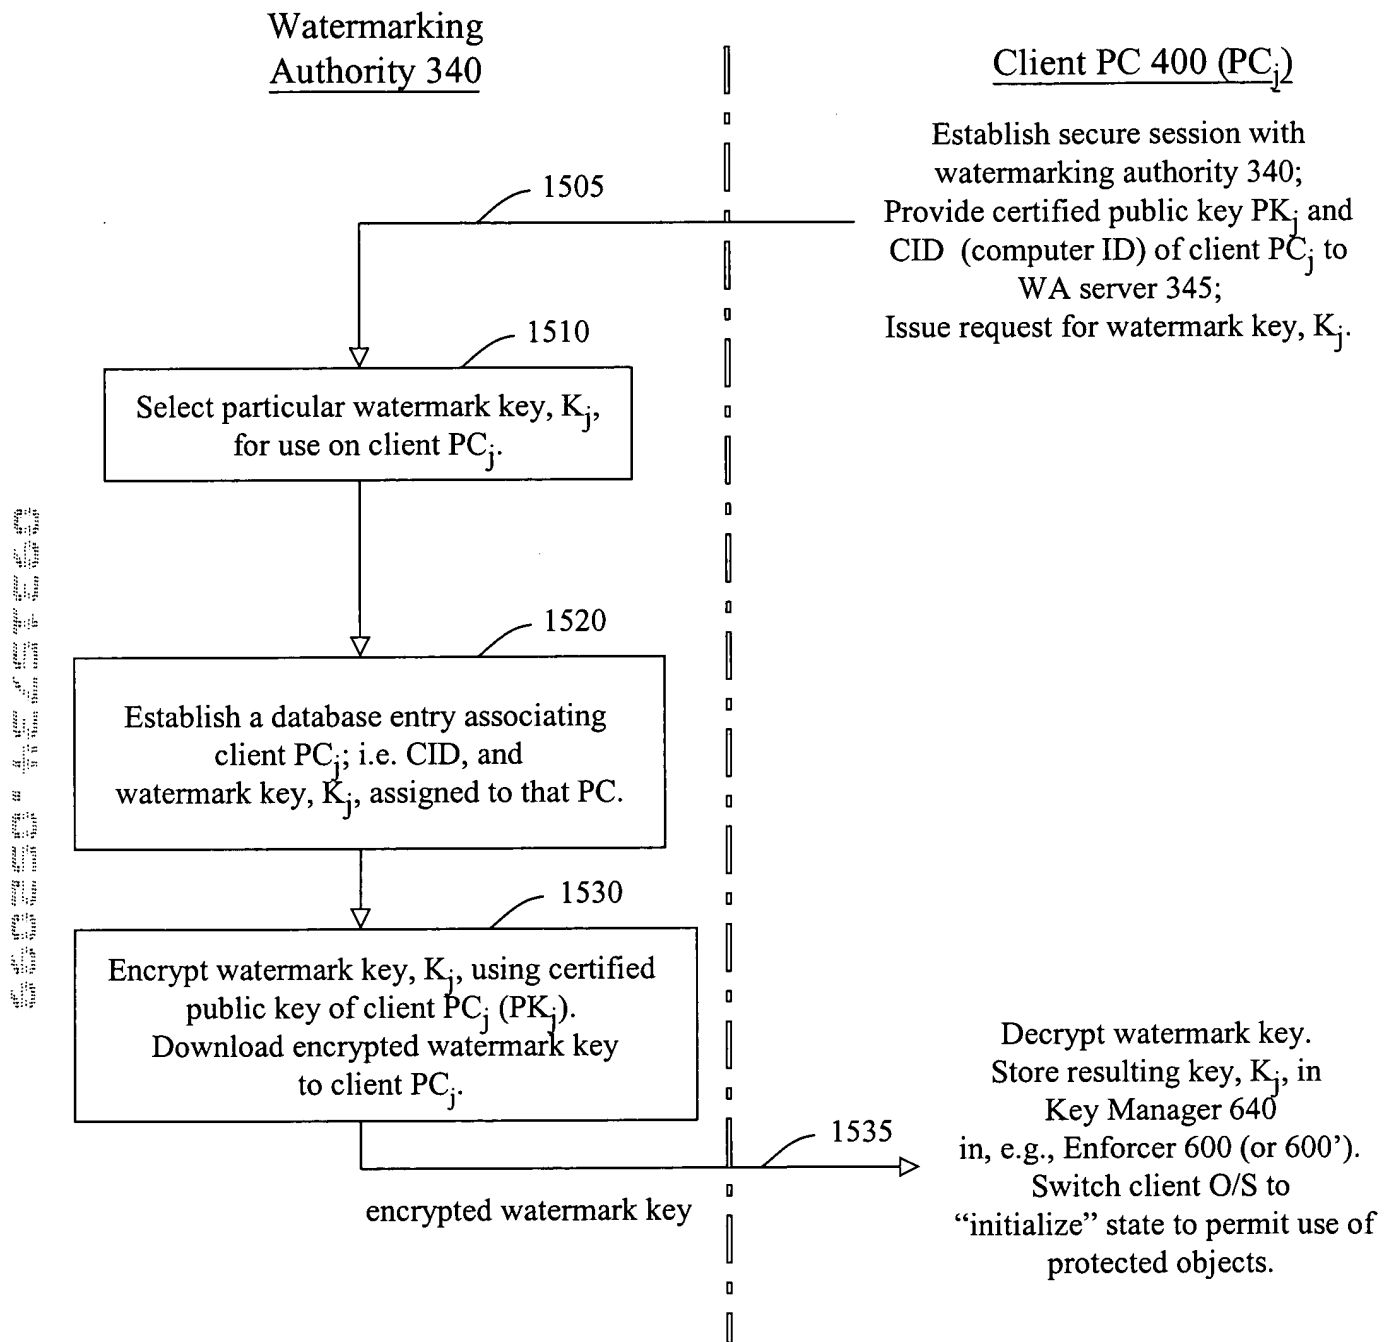 Watermarking
Authority 340
Client PC 400 (PCj)
Establish secure session with
watermarking authority 340;
Provide certified public key PKj and
CID (computer ID) of client PCj to
WA server 345;
Issue request for watermark key, Kj.
1505
1510
Select particular watermark key, Kj,
for use on client PCj.
1520
Establish a database entry associating
client PCj; i.e. CID, and
watermark key, Kj, assigned to that PC.
1530
Encrypt watermark key, Kj, using certified
public key of client PCj (PKj).
Download encrypted watermark key
to client PCj.
1535
encrypted watermark key
Decrypt watermark key.
Store resulting key, Kj, in
Key Manager 640
in, e.g., Enforcer 600 (or 600’).
Switch client O/S to
“initialize” state to permit use of
protected objects.